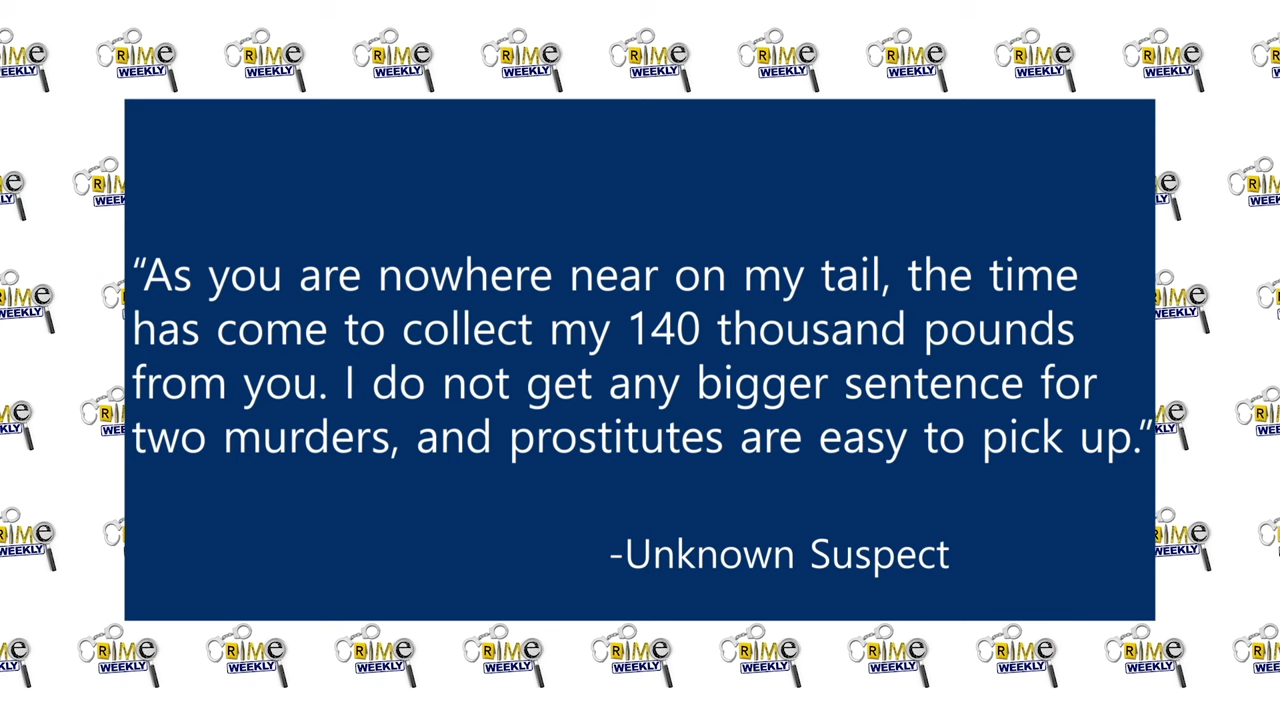 “As you are nowhere near on my tail, the time
has come to collect my 140 thousand pounds
from you. I do not get any bigger sentence for
two murders, and prostitutes are easy to pick up.”
-Unknown Suspect
CRIMe
WEEKLY